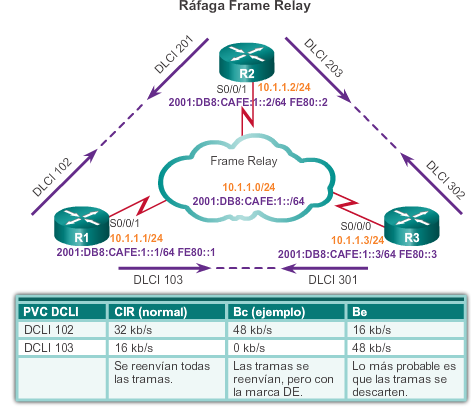 Ráfaga Frame Relay
DLCI 201
DLCI 203
R2
S0/0/1
10.1.1.2/24
2001:DB8:CAFE:1::2/64 FE80::2
DLCI 102
DLCI 302
Frame Relay
10.1.1.0/24
2001:DB8:CAFE:1::/64
R1
S0/0/1
10.1.1.1/24
2001:DB8:CAFE:1::1/64 FE80::1
S0/0/0
R3
10.1.1.3/24
2001:DB8:CAFE:1::3/64 FE80::3
DLCI 103
DLCI 301
PVC DCLI CIR (normal) Bc (ejemplo) Be
DCLI 102 32 kb/s 48 kb/s 16 kb/s
DCLI 103 16 kb/s 0 kb/s 48 kb/s
Se reenvían todas
las tramas.
Las tramas se
reenvían, pero con
la marca DE.
Lo más probable es
que las tramas se
descarten.